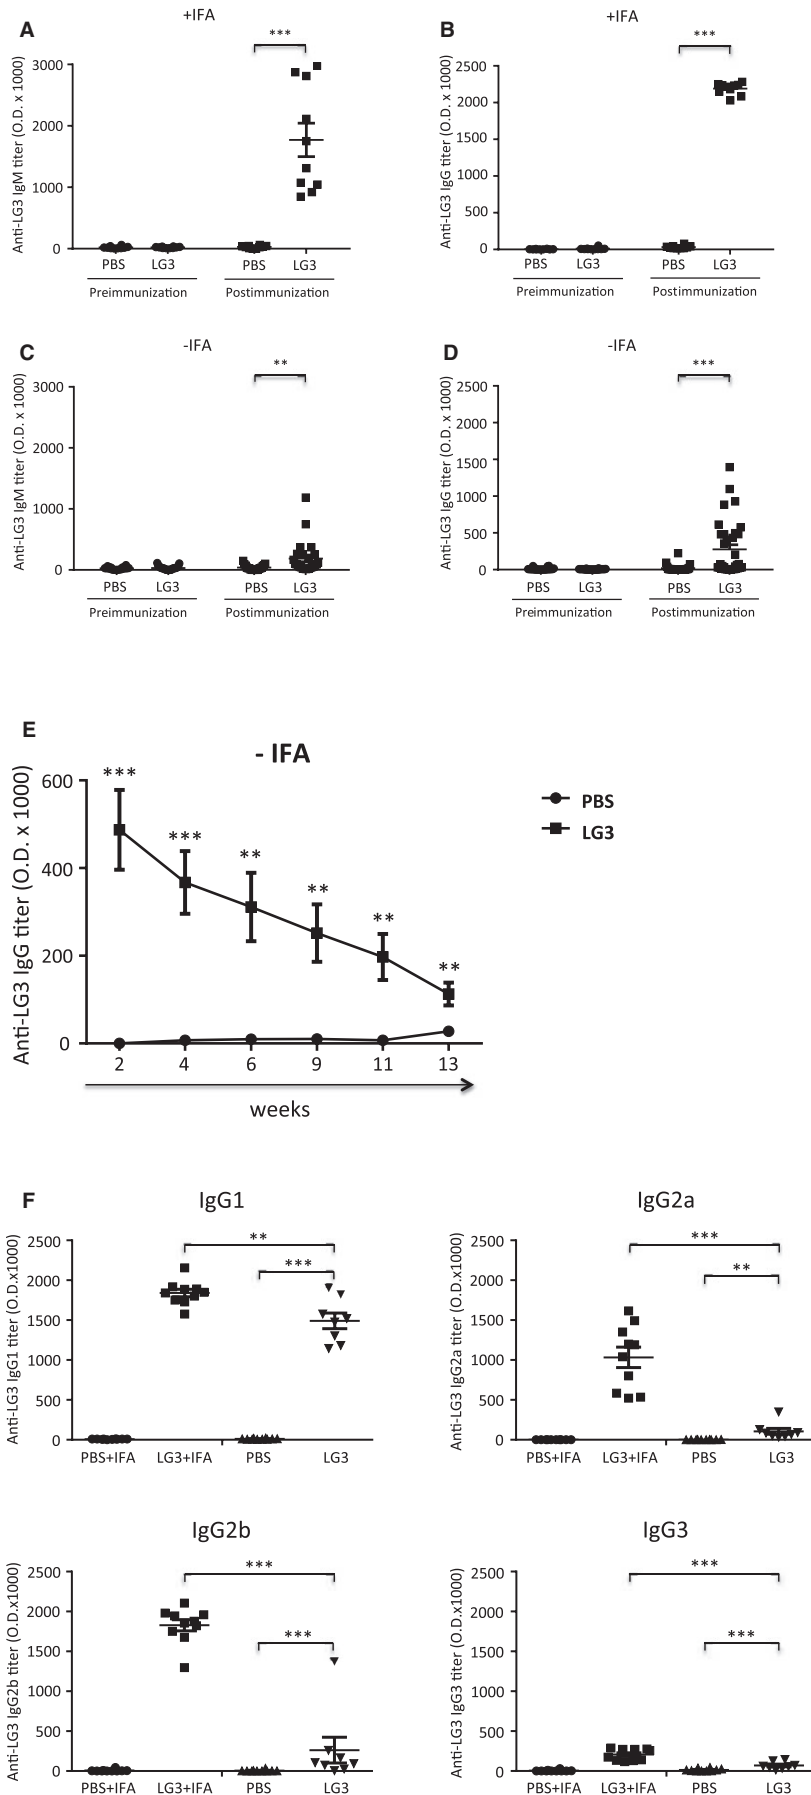 A
+IFA
***
Anti-LG3 IgM titer (O.D. x 1000)
3000
2000
1000
0
PBS LG3 PBS LG3
Preimmunization Postimmunization
B
+IFA
***
Anti-LG3 IgG titer (O.D. x 1000)
2500
2000
1500
1000
500
0
PBS LG3 PBS LG3
Preimmunization Postimmunization
C
-IFA
**
Anti-LG3 IgM titer (O.D. x 1000)
3000
2000
1000
0
PBS LG3 PBS LG3
Preimmunization Postimmunization
D
-IFA
***
Anti-LG3 IgG titer (O.D. x 1000)
2500
2000
1500
1000
500
0
PBS LG3 PBS LG3
Preimmunization Postimmunization
E
- IFA
Anti-LG3 IgG titer (O.D. x 1000)
600
400
200
0
*** *** ** ** ** **
2 4 6 9 11 13
weeks
PBS
LG3
F
IgG1
**
***
Anti-LG3 IgG1 titer (O.D.x1000)
2500
2000
1500
1000
500
0
PBS+IFA LG3+IFA PBS LG3
IgG2a
***
**
Anti-LG3 IgG2a titer (O.D.x1000)
2500
2000
1500
1000
500
0
PBS+IFA LG3+IFA PBS LG3
IgG2b
***
***
Anti-LG3 IgG2b titer (O.D.x1000)
2500
2000
1500
1000
500
0
PBS+IFA LG3+IFA PBS LG3
IgG3
***
***
Anti-LG3 IgG3 titer (O.D.x1000)
2500
2000
1500
1000
500
0
PBS+IFA LG3+IFA PBS LG3